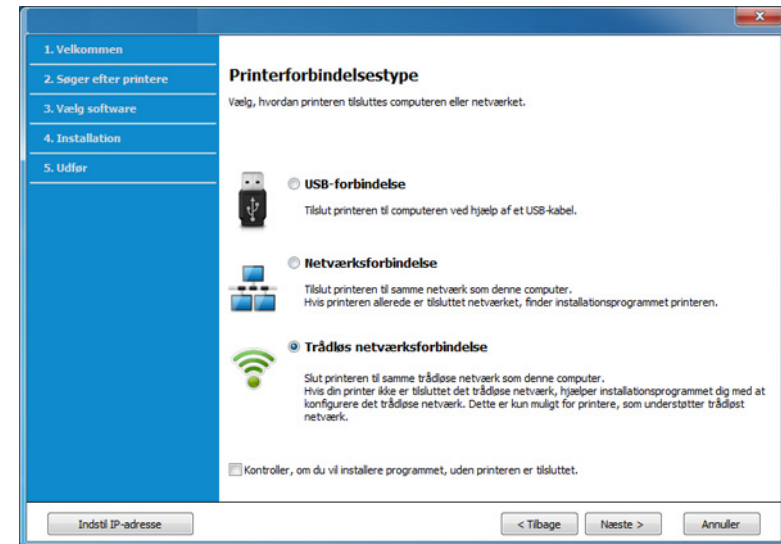 1. Velkommen
2. Søger efter printere
3. Vælg software
4. Installation
5. Udfør
Printerforbindelsestype
Vælg, hvordan printeren tilsluttes computeren eller netværket.
USB-forbindelse
Tilslut printeren til computeren ved hjælp af et USB-kabel.
Netværksforbindelse
Tilslut printeren til samme netværk som denne computer.
Hvis printeren allerede er tilsluttet netværket, finder installationsprogrammet printeren.
Trådløs netværksforbindelse
Slut printeren til samme trådløse netværk som denne computer.
Hvis din printer ikke er tilsluttet det trådløse netværk, hjælper installationsprogrammet dig med at
konfigurere det trådløse netværk. Dette er kun muligt for printere, som understøtter trådløst
netværk.
Kontroller, om du vil installere programmet, uden printeren er tilsluttet.
Indstil IP-adresse
< Tilbage
Næste >
Annuller